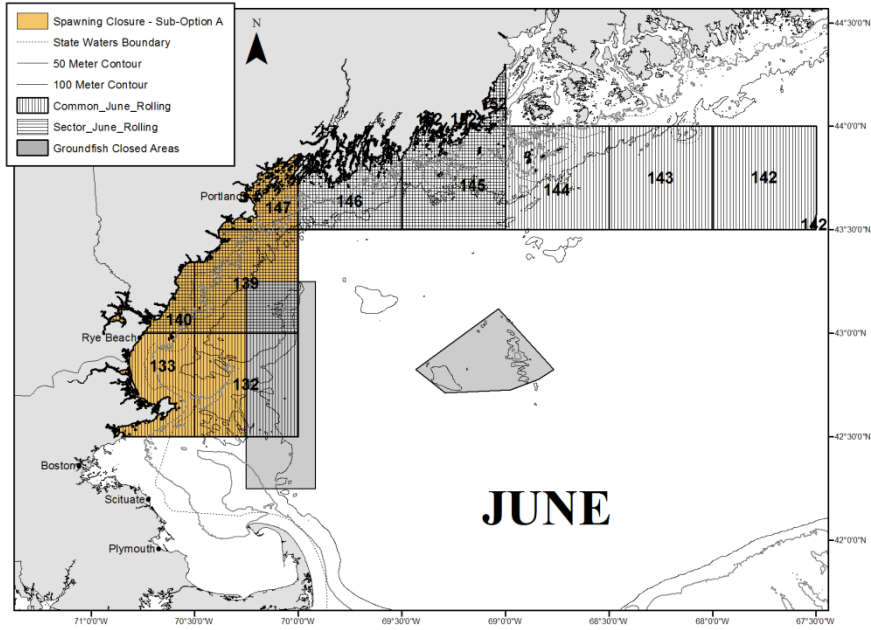 Spawning Closure - Sub-Option A
State Waters Boundary
50 Meter Contour
100 Meter Contour
Common_June_Rolling
Sector_June_Rolling
Groundfish Closed Areas
N
44°30'0"N
152
152
152
44°0'0"N
147
146
145
144
143
142
Portland
142
43°30'0"N
139
140
Rye Beach
43°0'0"N
133
132
42°30'0"N
Boston
Scituate
JUNE
Plymouth
42°0'0"N
71°0'0"W
70°30'0"W
70°0'0"W
69°30'0"W
69°0'0"W
68°30'0"W
68°0'0"W
67°30'0"W